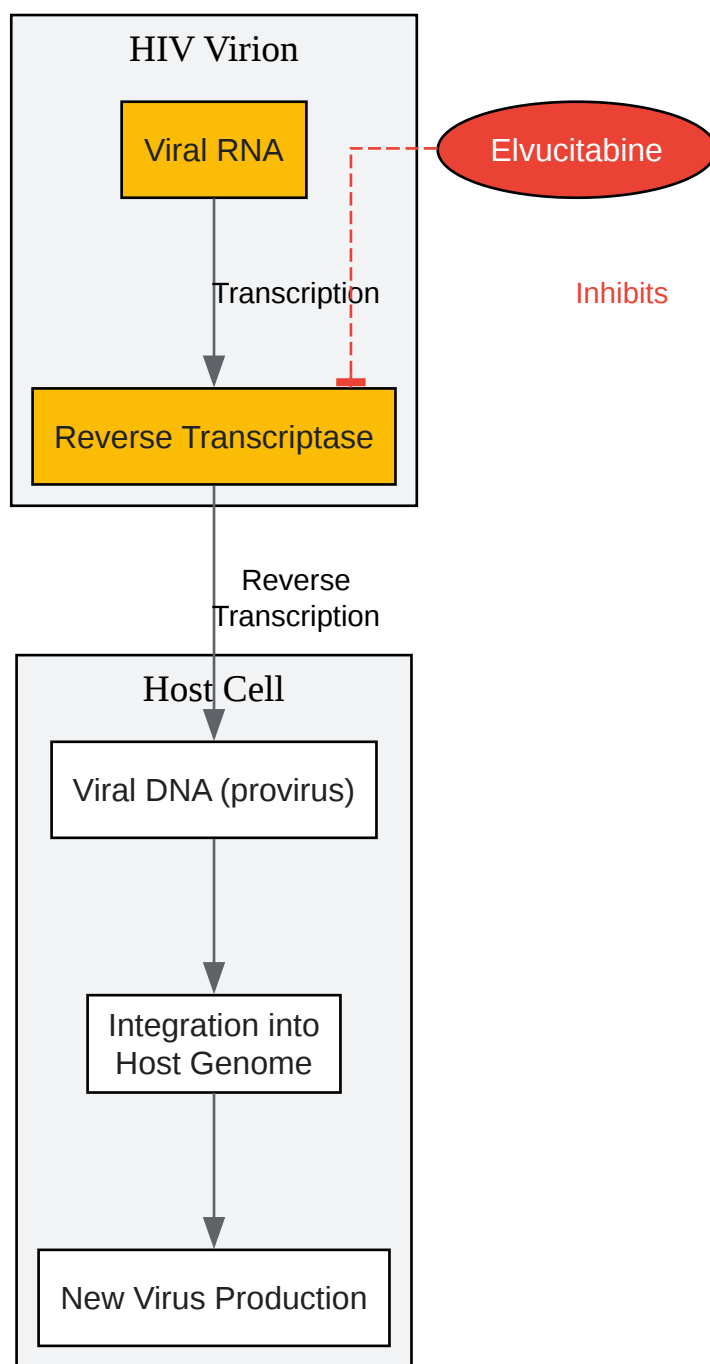 HIV Virion
Viral RNA
Elvucitabine
Transcription
Inhibits
Reverse Transcriptase
Reverse
Transcription
Host Cell
Viral DNA (provirus)
Integration into
Host Genome
New Virus Production